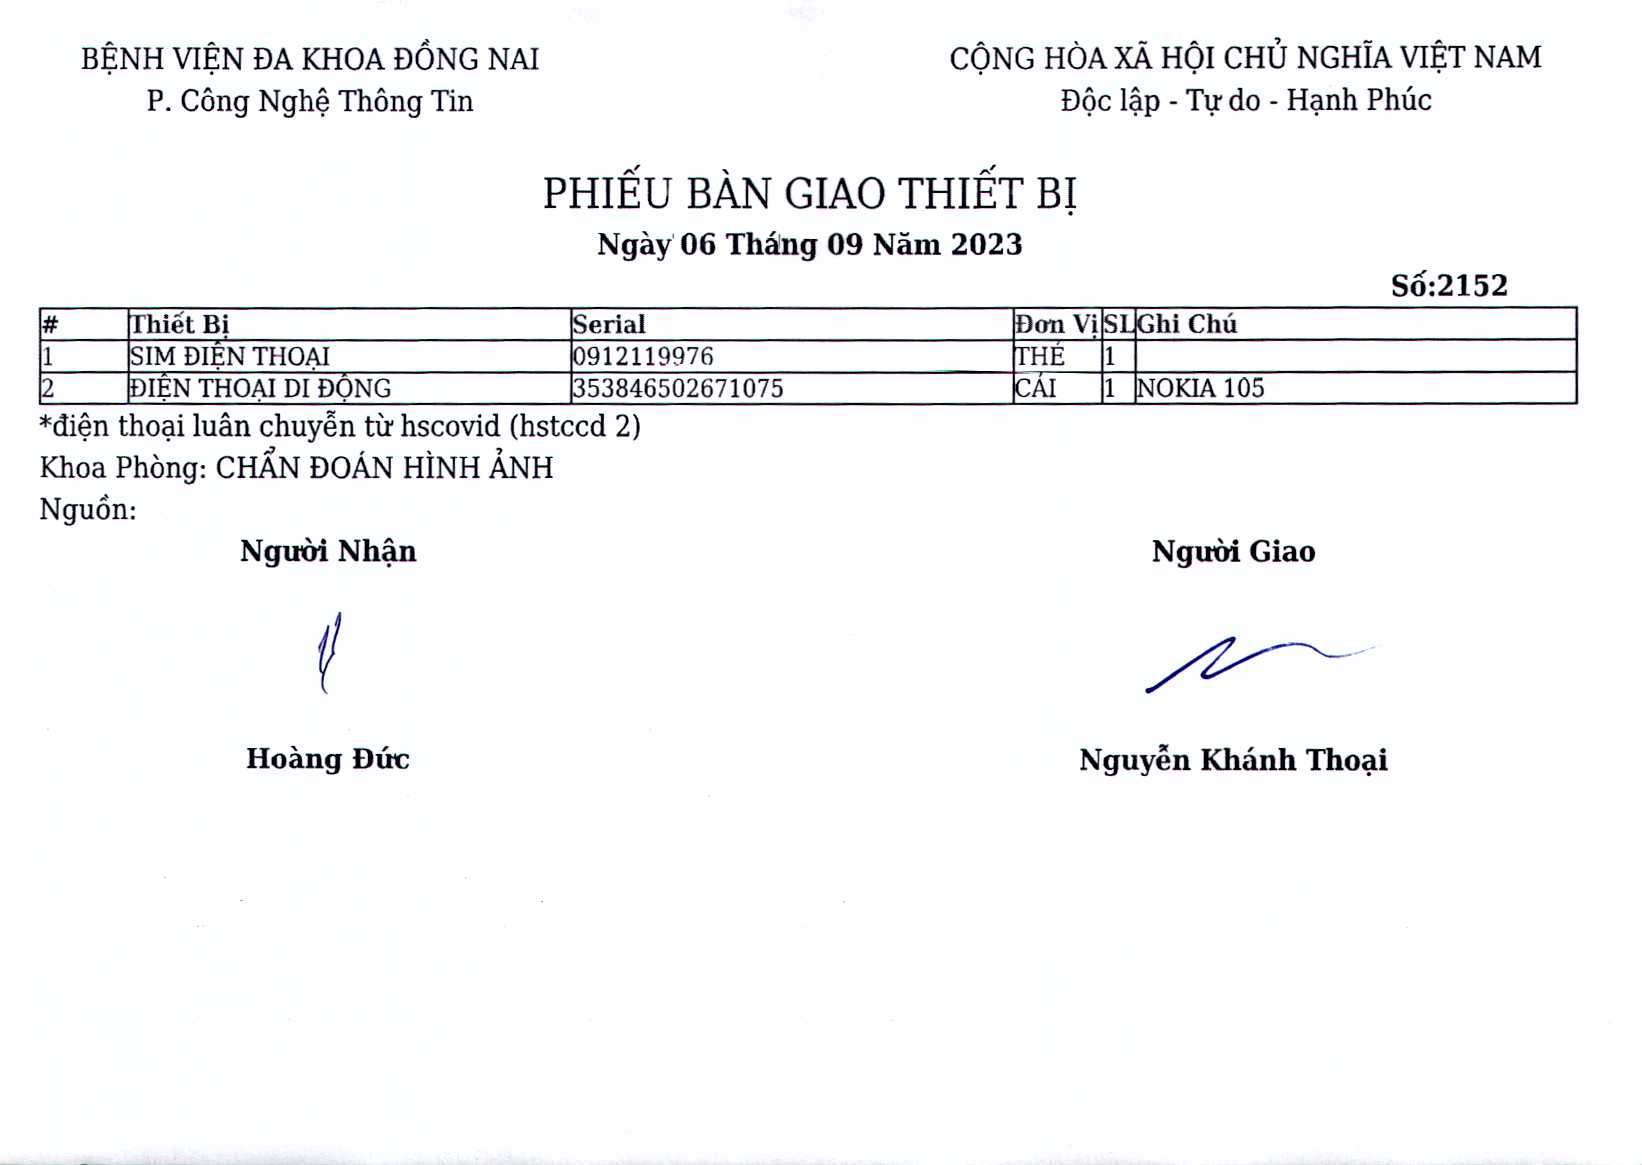 BỆNH VIỆN ĐA KHOA ĐỒNG NAI
P. Công Nghệ Thông Tin
CỘNG HÒA XÃ HỘI CHỦ NGHĨA VIỆT NAM
Độc lập - Tự do - Hạnh Phúc
PHIẾU BÀN GIAO THIẾT BỊ
Ngày 06 Tháng 09 Năm 2023
Số:2152
# Thiết Bị Serial Đơn Vị SL Ghi Chú
1 SIM ĐIỆN THOẠI 0912119976 THẺ 1
2 ĐIỆN THOẠI DI ĐỘNG 353846502671075 CÁI 1 NOKIA 105
*điện thoại luân chuyễn từ hscovid (hstccd 2)
Khoa Phòng: CHẨN ĐOÁN HÌNH ẢNH
Nguồn:
Người Nhận Người Giao
Hoàng Đức Nguyễn Khánh Thoại